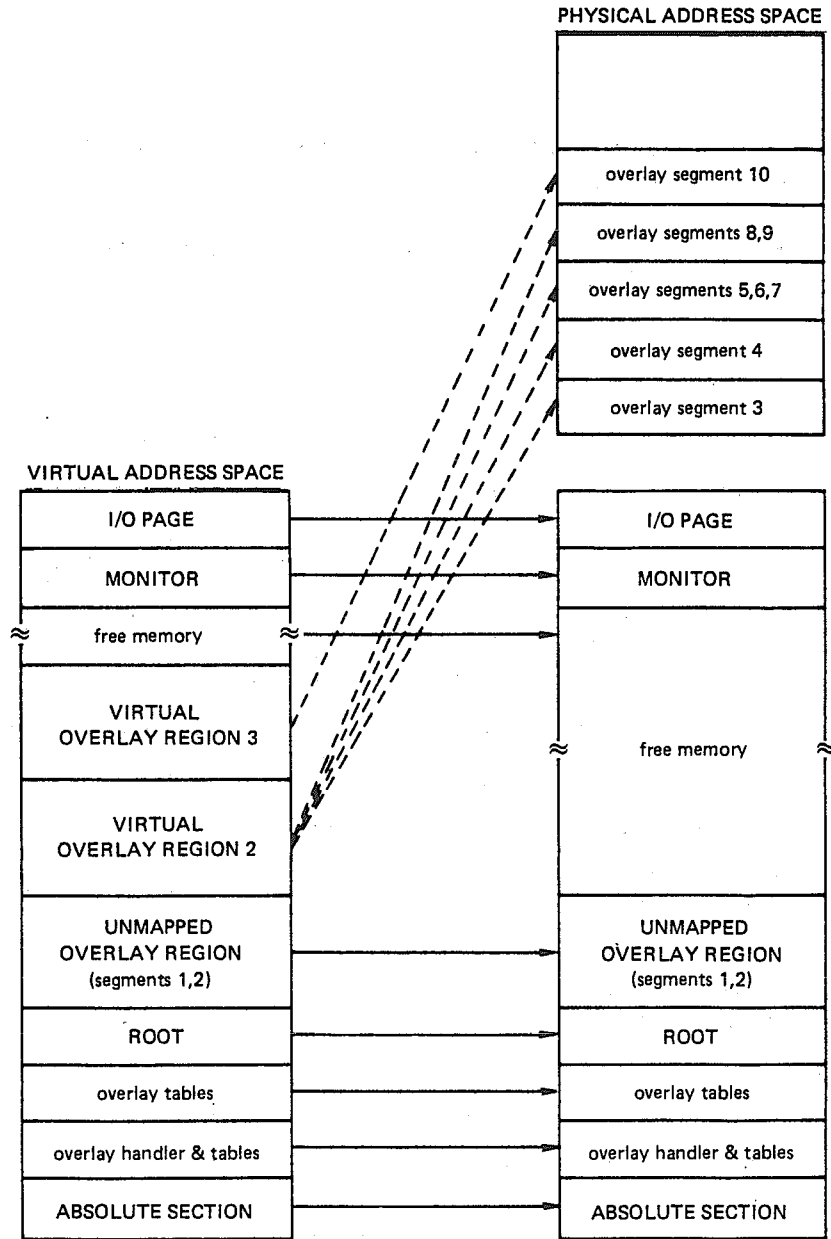 PHYSICAL ADDRESS SPACE
overlay segment 10
overlay segments 8,9
overlay segments 5,6,7
overlay segment 4
overlay segment 3
VIRTUAL ADDRESS SPACE
I/O PAGE
MONITOR
free memory
VIRTUAL
OVERLAY REGION 3
VIRTUAL
OVERLAY REGION 2
UNMAPPED
OVERLAY REGION
(segments 1,2)
ROOT
overlay tables
overlay handler & tables
ABSOLUTE SECTION
I/O PAGE
MONITOR
free memory
UNMAPPED
OVERLAY REGION
(segments 1,2)
ROOT
overlay tables
overlay handler & tables
ABSOLUTE SECTION